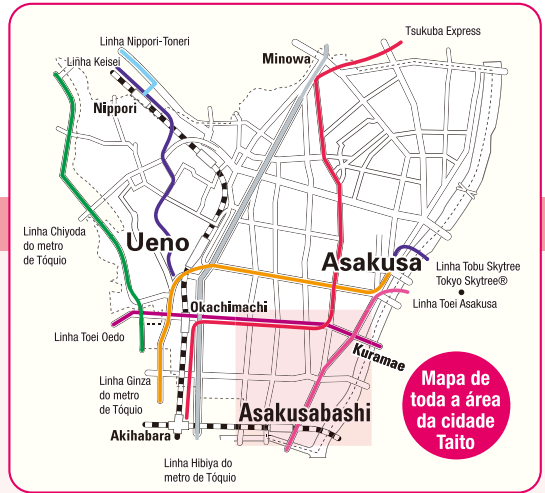 Tsukuba Express
Linha Nippori-Toneri
Minowa
Linha Keisei
Nippori
Linha Chiyoda
do metro
de Tóquio
Ueno
Asakusa
Linha Tobu Skytree
Tokyo Skytree®
Linha Toei Asakusa
Okachimachi
Linha Toei Oedo
Kuramae
Linha Ginza
do metro
de Tóquio
Mapa de
toda a área
da cidade
Taito
Asakusabashi
Akihabara
Linha Hibiya do
metro de Tóquio